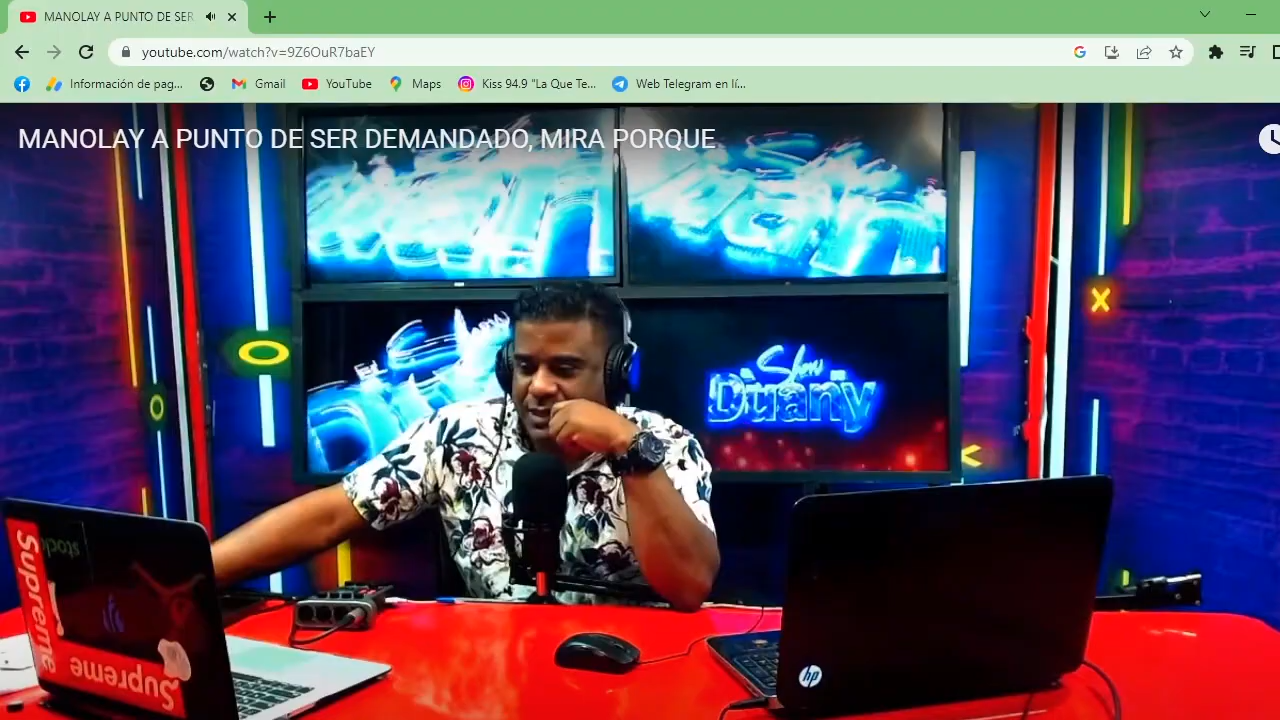 MANOLAY A PUNTO DE SER
youtube.com/watch?v=9Z6OuR7baEY
Información de pag... Gmail YouTube Maps Kiss 94.9 "La Que Te... Web Telegram en lí...
MANOLAY A PUNTO DE SER DEMANDADO, MIRA PORQUE
Show
Duany
Supreme
Supreme
hp